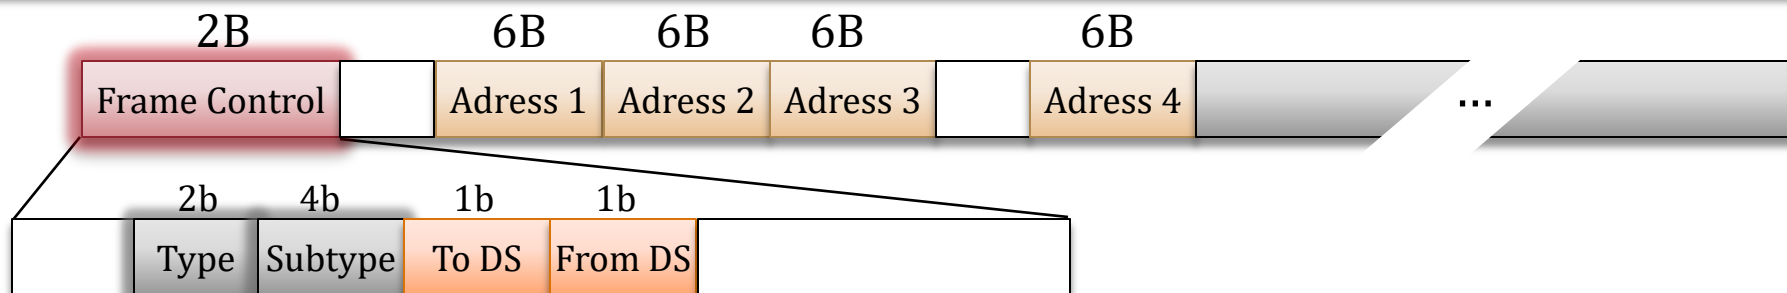 2B 6B 6B 6B 6B
Frame Control Adress 1 Adress 2 Adress 3 Adress 4 ...
2b 4b 1b 1b
Type Subtype To DS From DS